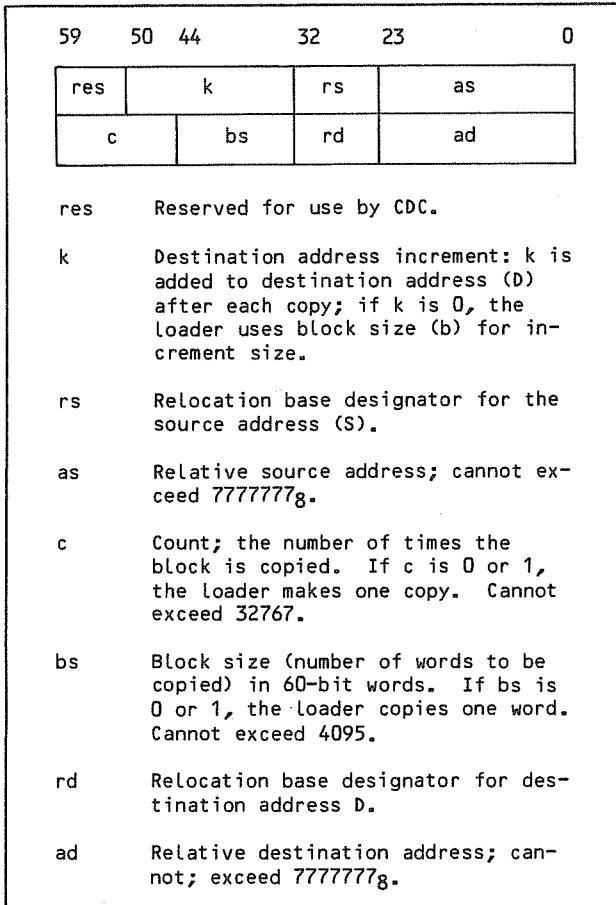 59 50 44 32 23 0
res k rs as
c bs rd ad
res Reserved for use by CDC.
k Destination address increment: k is
added to destination address (D)
after each copy; if k is 0, the
loader uses block size (b) for in-
crement size.
rs Relocation base designator for the
source address (S).
as Relative source address; cannot ex-
ceed 7777777₈.
c Count; the number of times the
block is copied. If c is 0 or 1,
the loader makes one copy. Cannot
exceed 32767.
bs Block size (number of words to be
copied) in 60-bit words. If bs is
0 or 1, the loader copies one word.
Cannot exceed 4095.
rd Relocation base designator for des-
tination address D.
ad Relative destination address; can-
not; exceed 7777777₈.